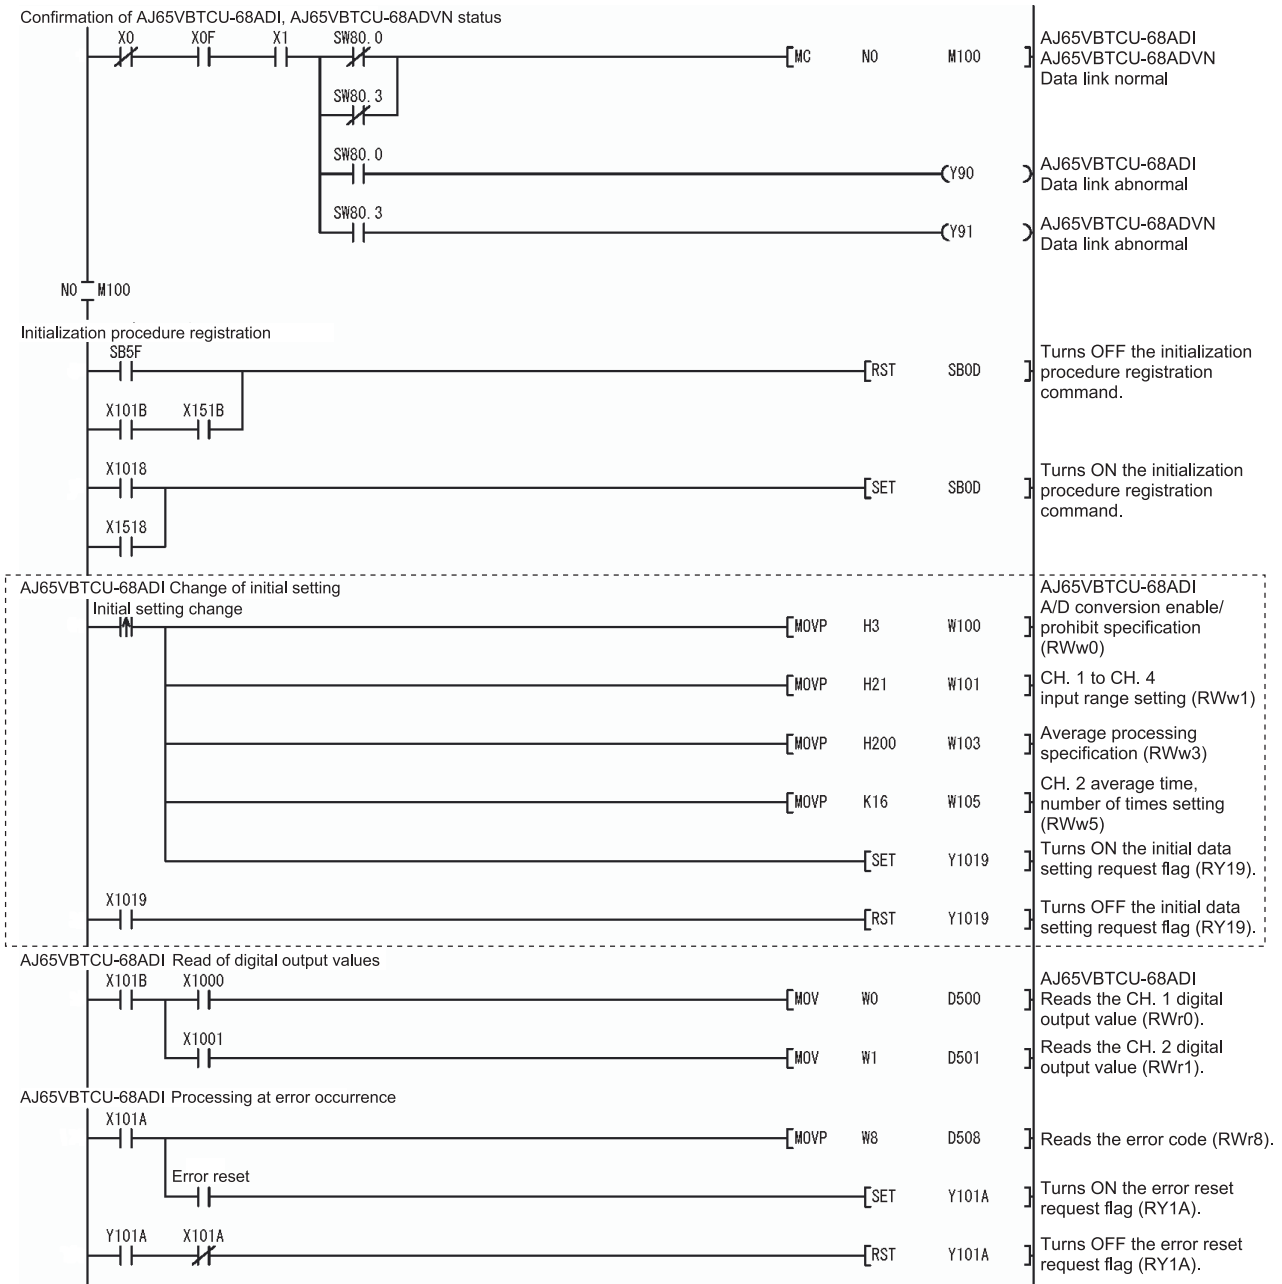 Confirmation of AJ65VBTCU-68ADI, AJ65VBTCU-68ADVN status
X0 X0F X1 SW80.0
MC N0 M100
AJ65VBTCU-68ADI
AJ65VBTCU-68ADVN
Data link normal
SW80.3
SW80.0
Y90
AJ65VBTCU-68ADI
Data link abnormal
SW80.3
Y91
AJ65VBTCU-68ADVN
Data link abnormal
N0 M100
Initialization procedure registration
SB5F
RST SB0D
Turns OFF the initialization
procedure registration
command.
X101B X151B
X1018
SET SB0D
Turns ON the initialization
procedure registration
command.
X1518
AJ65VBTCU-68ADI Change of initial setting
Initial setting change
MOVP H3 W100
AJ65VBTCU-68ADI
A/D conversion enable/
prohibit specification
(RWw0)
MOVP H21 W101
CH. 1 to CH. 4
input range setting (RWw1)
MOVP H200 W103
Average processing
specification (RWw3)
MOVP K16 W105
CH. 2 average time,
number of times setting
(RWw5)
SET Y1019
Turns ON the initial data
setting request flag (RY19).
X1019
RST Y1019
Turns OFF the initial data
setting request flag (RY19).
AJ65VBTCU-68ADI Read of digital output values
X101B X1000
MOV W0 D500
AJ65VBTCU-68ADI
Reads the CH. 1 digital
output value (RWr0).
X1001
MOV W1 D501
Reads the CH. 2 digital
output value (RWr1).
AJ65VBTCU-68ADI Processing at error occurrence
X101A
MOVP W8 D508
Reads the error code (RWr8).
Error reset
SET Y101A
Turns ON the error reset
request flag (RY1A).
Y101A X101A
RST Y101A
Turns OFF the error reset
request flag (RY1A).